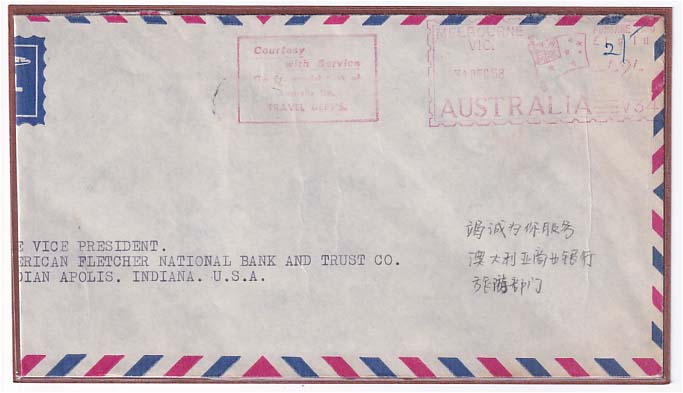 Courtesy
with Service
TRAVEL DEPTS.
MELBOURNE
VIC.
DEC 58
AUSTRALIA
E VICE PRESIDENT.
ERICAN FLETCHER NATIONAL BANK AND TRUST CO.
DIAN APOLIS. INDIANA. U.S.A.
竭诚为你服务
澳大利亚商业银行
旅游部门